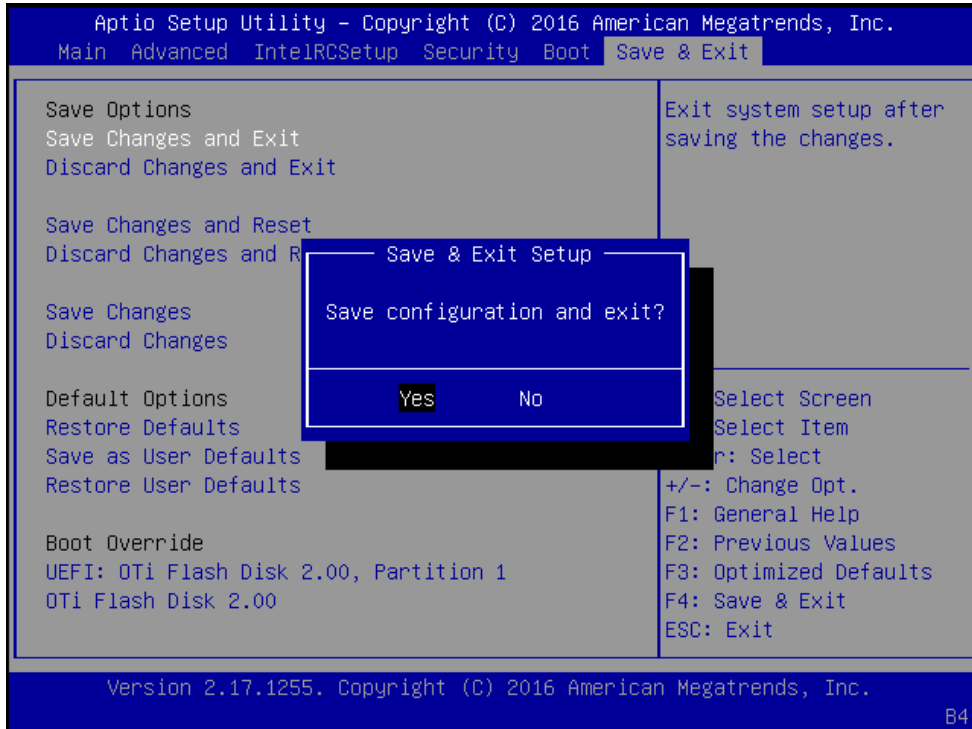 Aptio Setup Utility – Copyright (C) 2016 American Megatrends, Inc.
Main Advanced IntelRCSetup Security Boot Save & Exit
Save Options
Save Changes and Exit
Discard Changes and Exit
Save Changes and Reset
Discard Changes and R
Save Changes
Discard Changes
Default Options
Restore Defaults
Save as User Defaults
Restore User Defaults
Boot Override
UEFI: OTi Flash Disk 2.00, Partition 1
OTi Flash Disk 2.00
Save & Exit Setup
Save configuration and exit?
Yes No
Exit system setup after
saving the changes.
Select Screen
Select Item
r: Select
+/-: Change Opt.
F1: General Help
F2: Previous Values
F3: Optimized Defaults
F4: Save & Exit
ESC: Exit
Version 2.17.1255. Copyright (C) 2016 American Megatrends, Inc.
B4